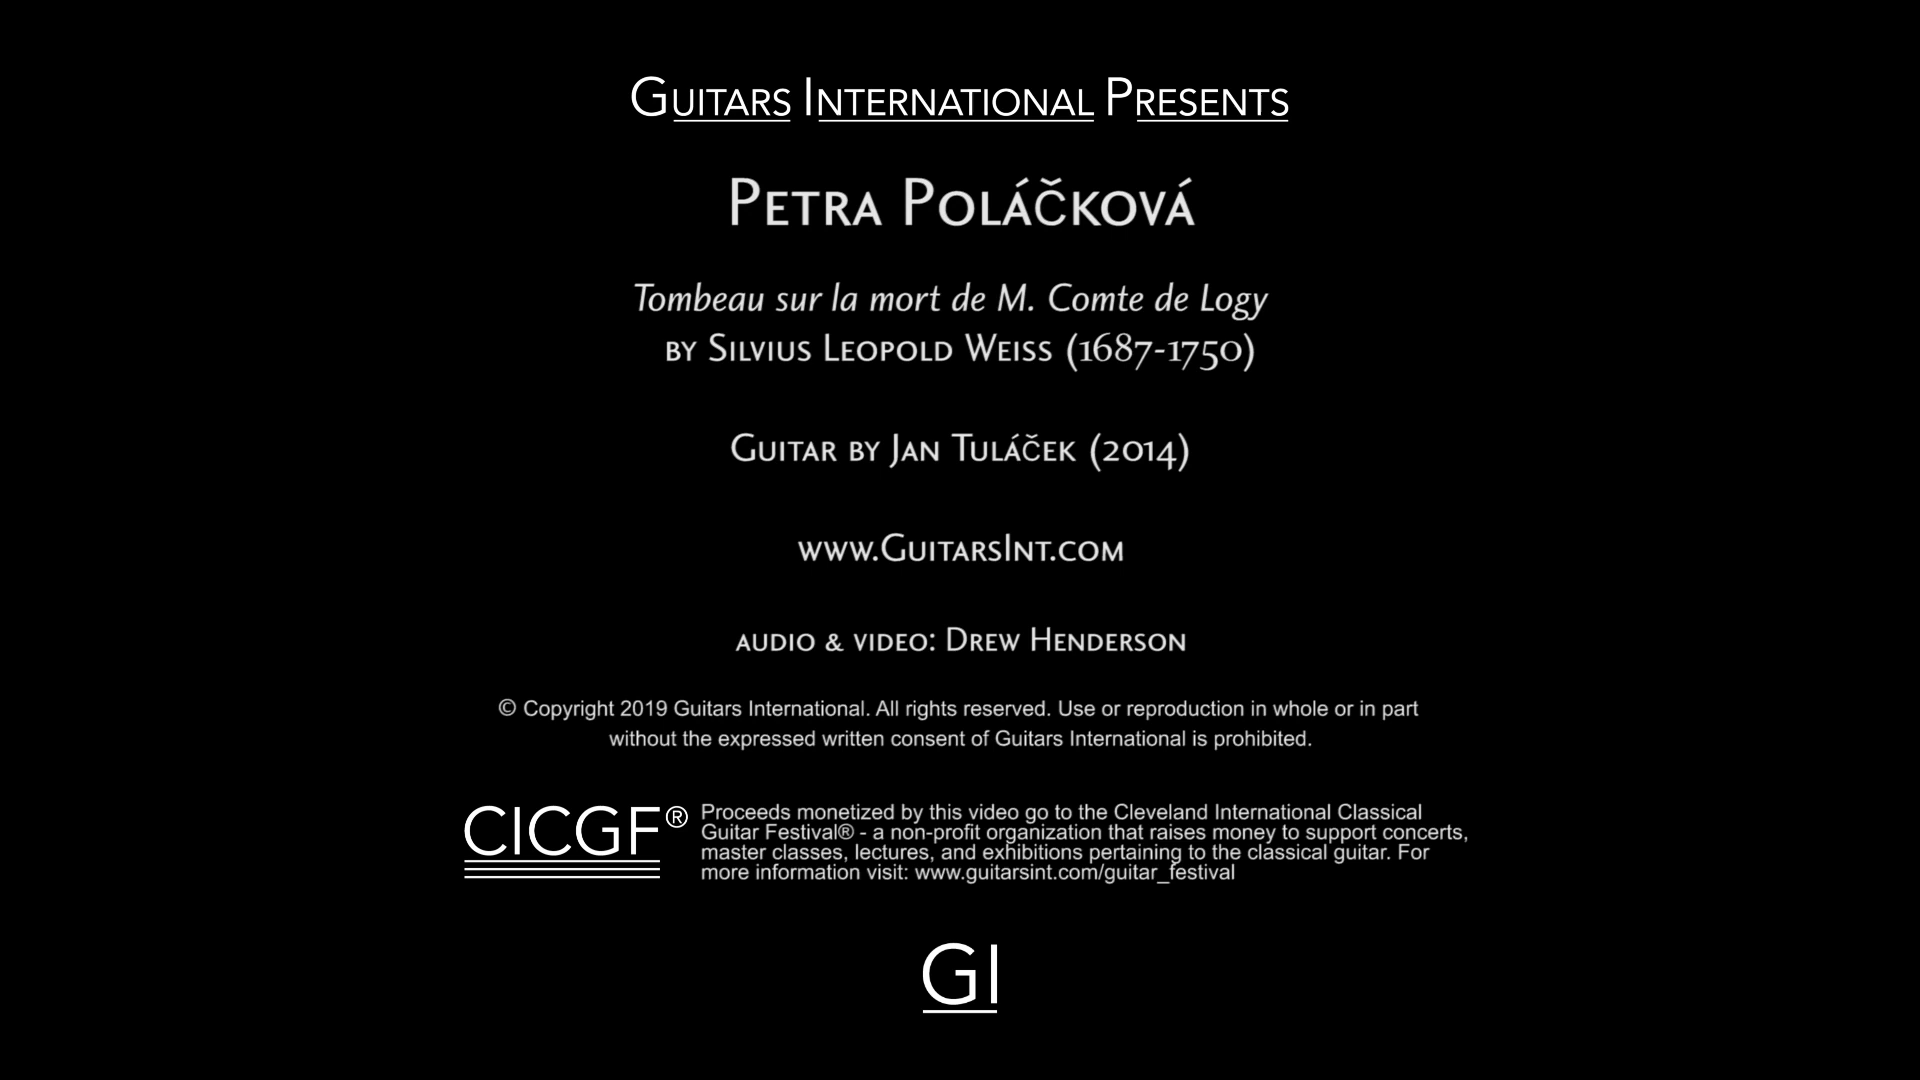 Guitars International Presents
Petra Poláčková
Tombeau sur la mort de M. Comte de Logy
by Silvius Leopold Weiss (1687-1750)
Guitar by Jan Tuláček (2014)
www.GuitarsInt.com
audio & video: Drew Henderson
© Copyright 2019 Guitars International. All rights reserved. Use or reproduction in whole or in part
without the expressed written consent of Guitars International is prohibited.
CICGF®
Proceeds monetized by this video go to the Cleveland International Classical
Guitar Festival® - a non-profit organization that raises money to support concerts,
master classes, lectures, and exhibitions pertaining to the classical guitar. For
more information visit: www.guitarsint.com/guitar_festival
GI